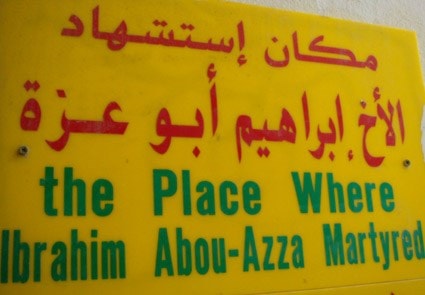 مكان إستشهاد
الأخ إبراهيم أبو عزة
the Place Where
Ibrahim Abou-Azza Martyred